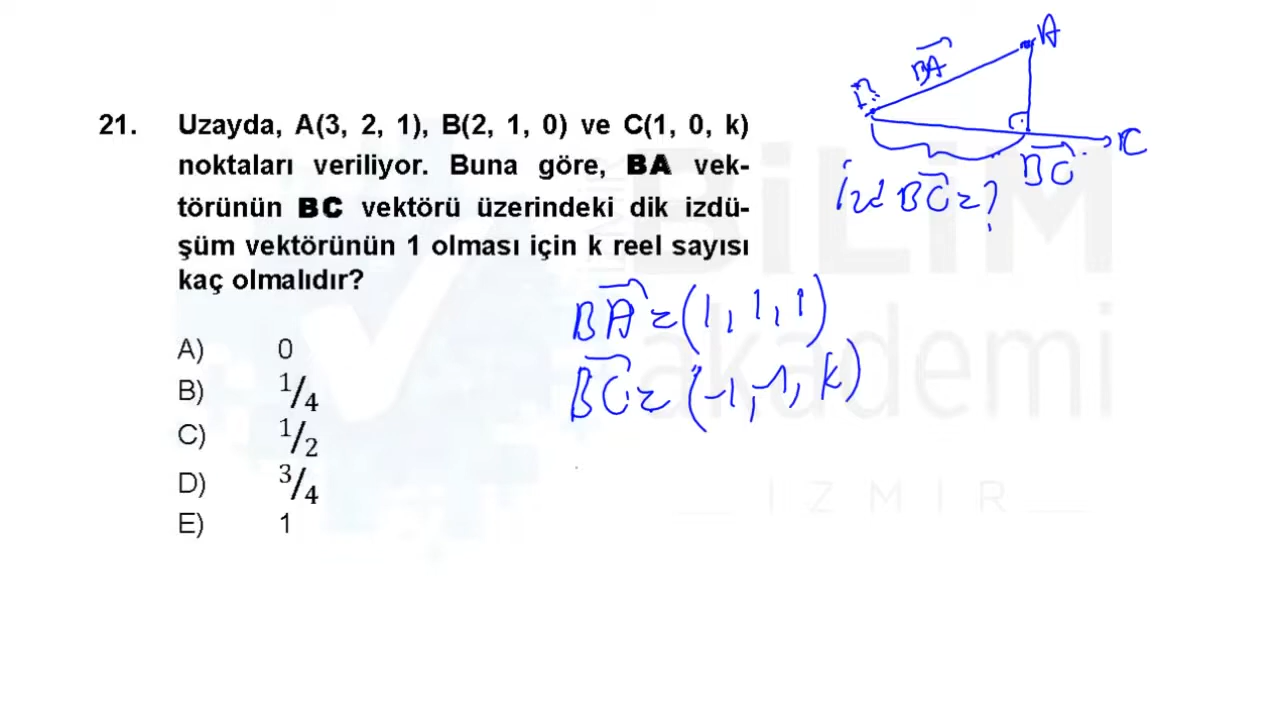 21. Uzayda, A(3, 2, 1), B(2, 1, 0) ve C(1, 0, k)
noktaları veriliyor. Buna göre, BA vek-
törünün BC vektörü üzerindeki dik izdü-
şüm vektörünün 1 olması için k reel sayısı
kaç olmalıdır?
A) 0
B) 1/4
C) 1/2
D) 3/4
E) 1
A
BA
B
C
BC
İzd BC = ?
BA = (1, 1, 1)
BC = (-1, -1, k)
BİLİM
akademi
İZMİR